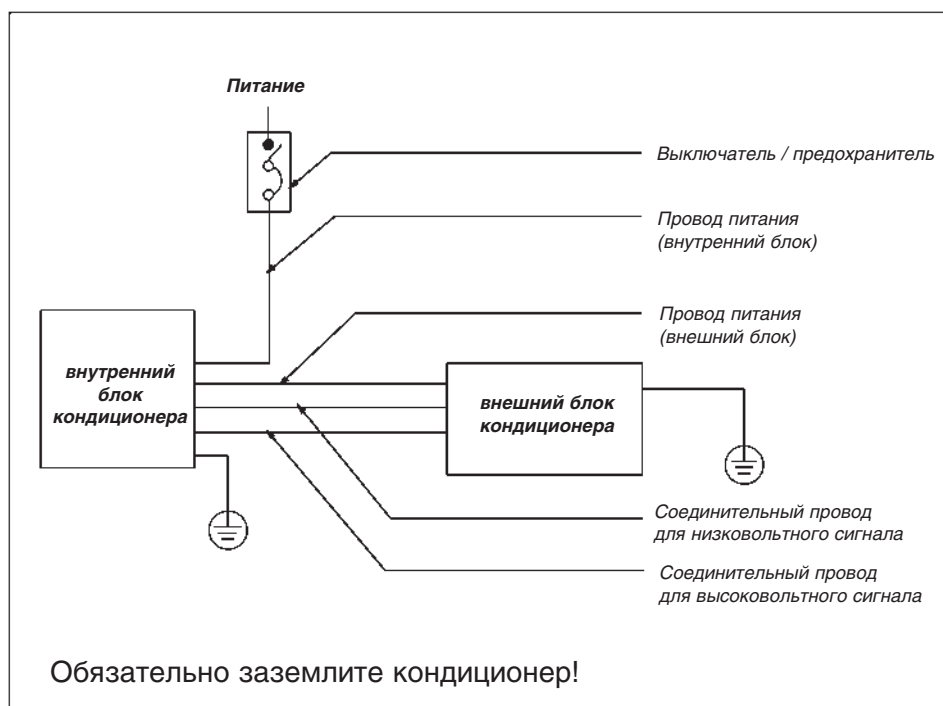 Питание
Выключатель / предохранитель
Провод питания
(внутренний блок)
Провод питания
(внешний блок)
внутренний
блок
кондиционера
внешний блок
кондиционера
Соединительный провод
для низковольтного сигнала
Соединительный провод
для высоковольтного сигнала
Обязательно заземлите кондиционер!